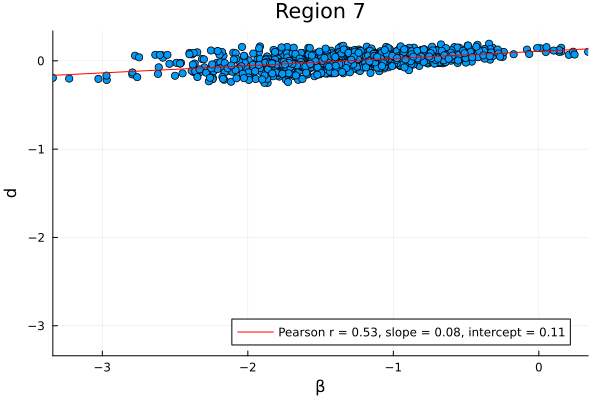 Region 7
0
−1
−2
−3
d
Pearson r = 0.53, slope = 0.08, intercept = 0.11
−3
−2
−1
0
β